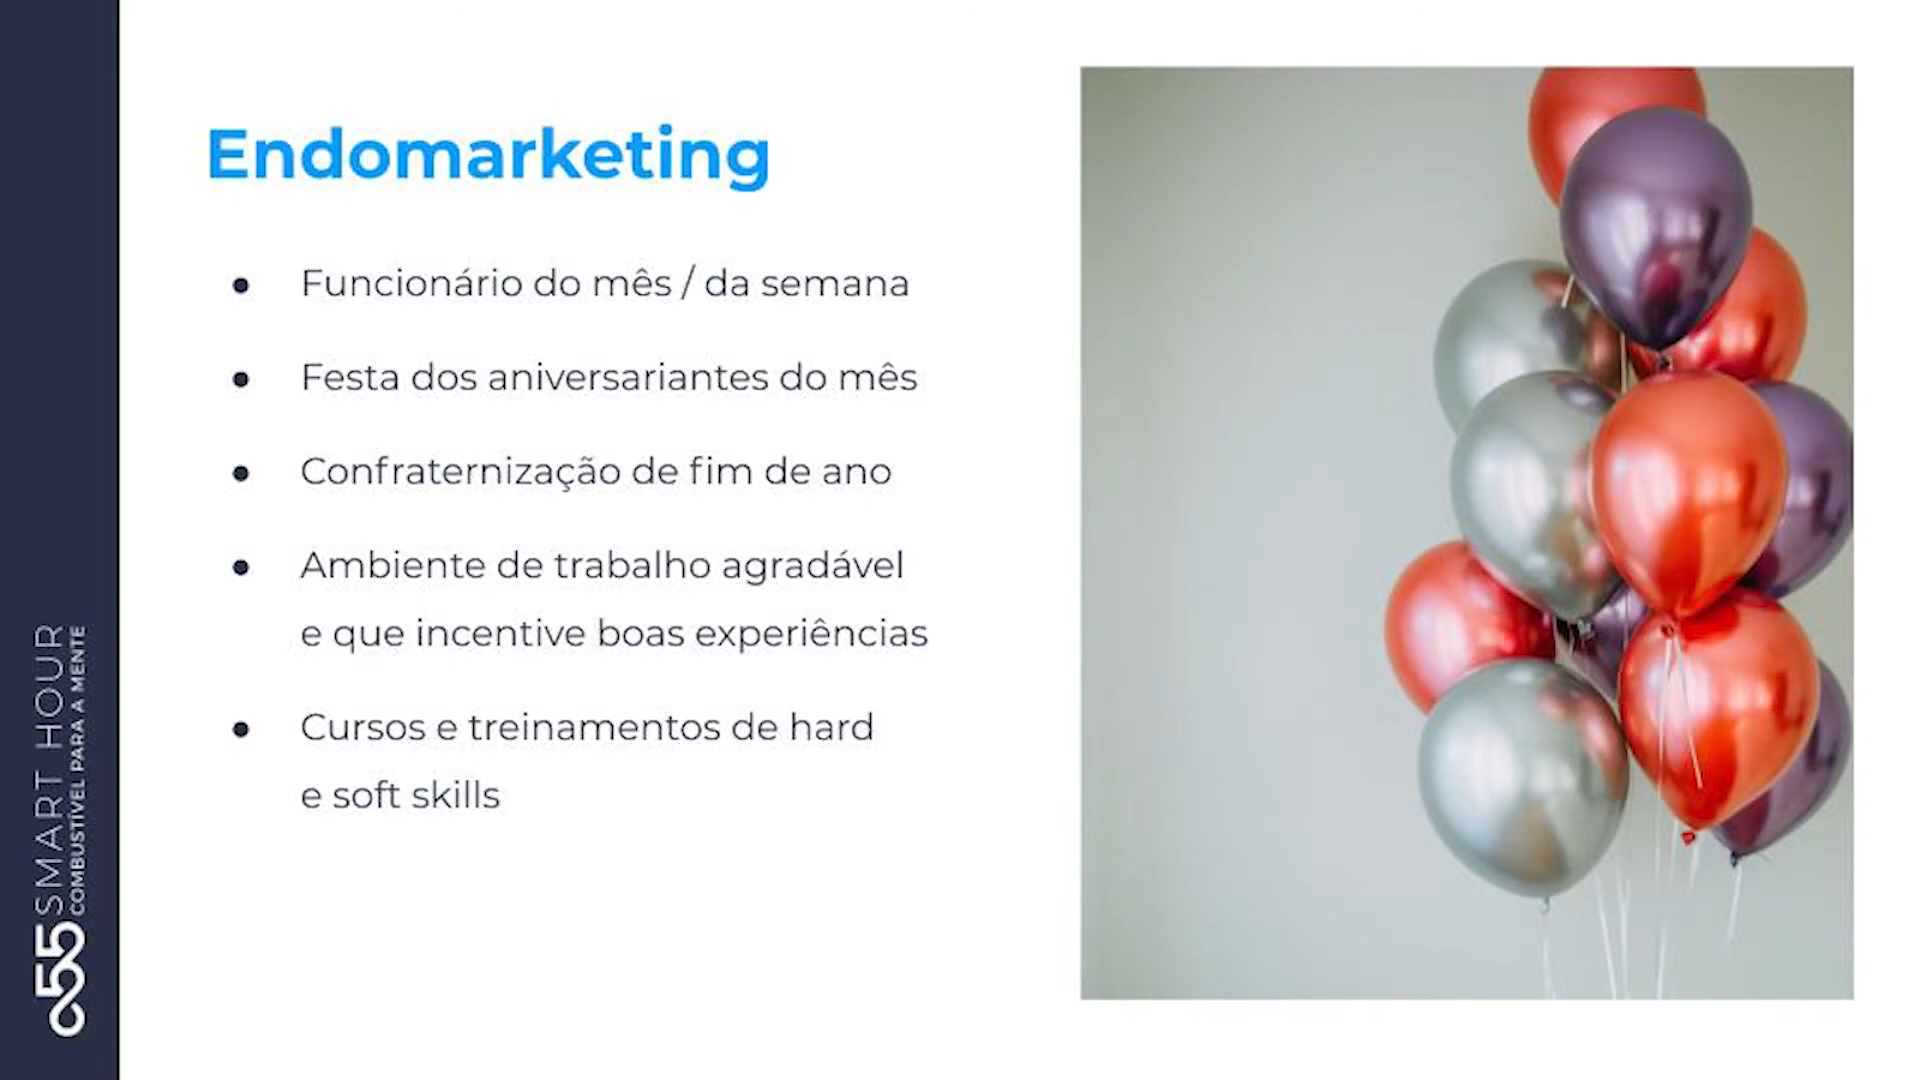 Endomarketing
● Funcionário do mês / da semana
● Festa dos aniversariantes do mês
● Confraternização de fim de ano
● Ambiente de trabalho agradável
e que incentive boas experiências
● Cursos e treinamentos de hard
e soft skills
55 SMART HOUR
COMBUSTÍVEL PARA A MENTE